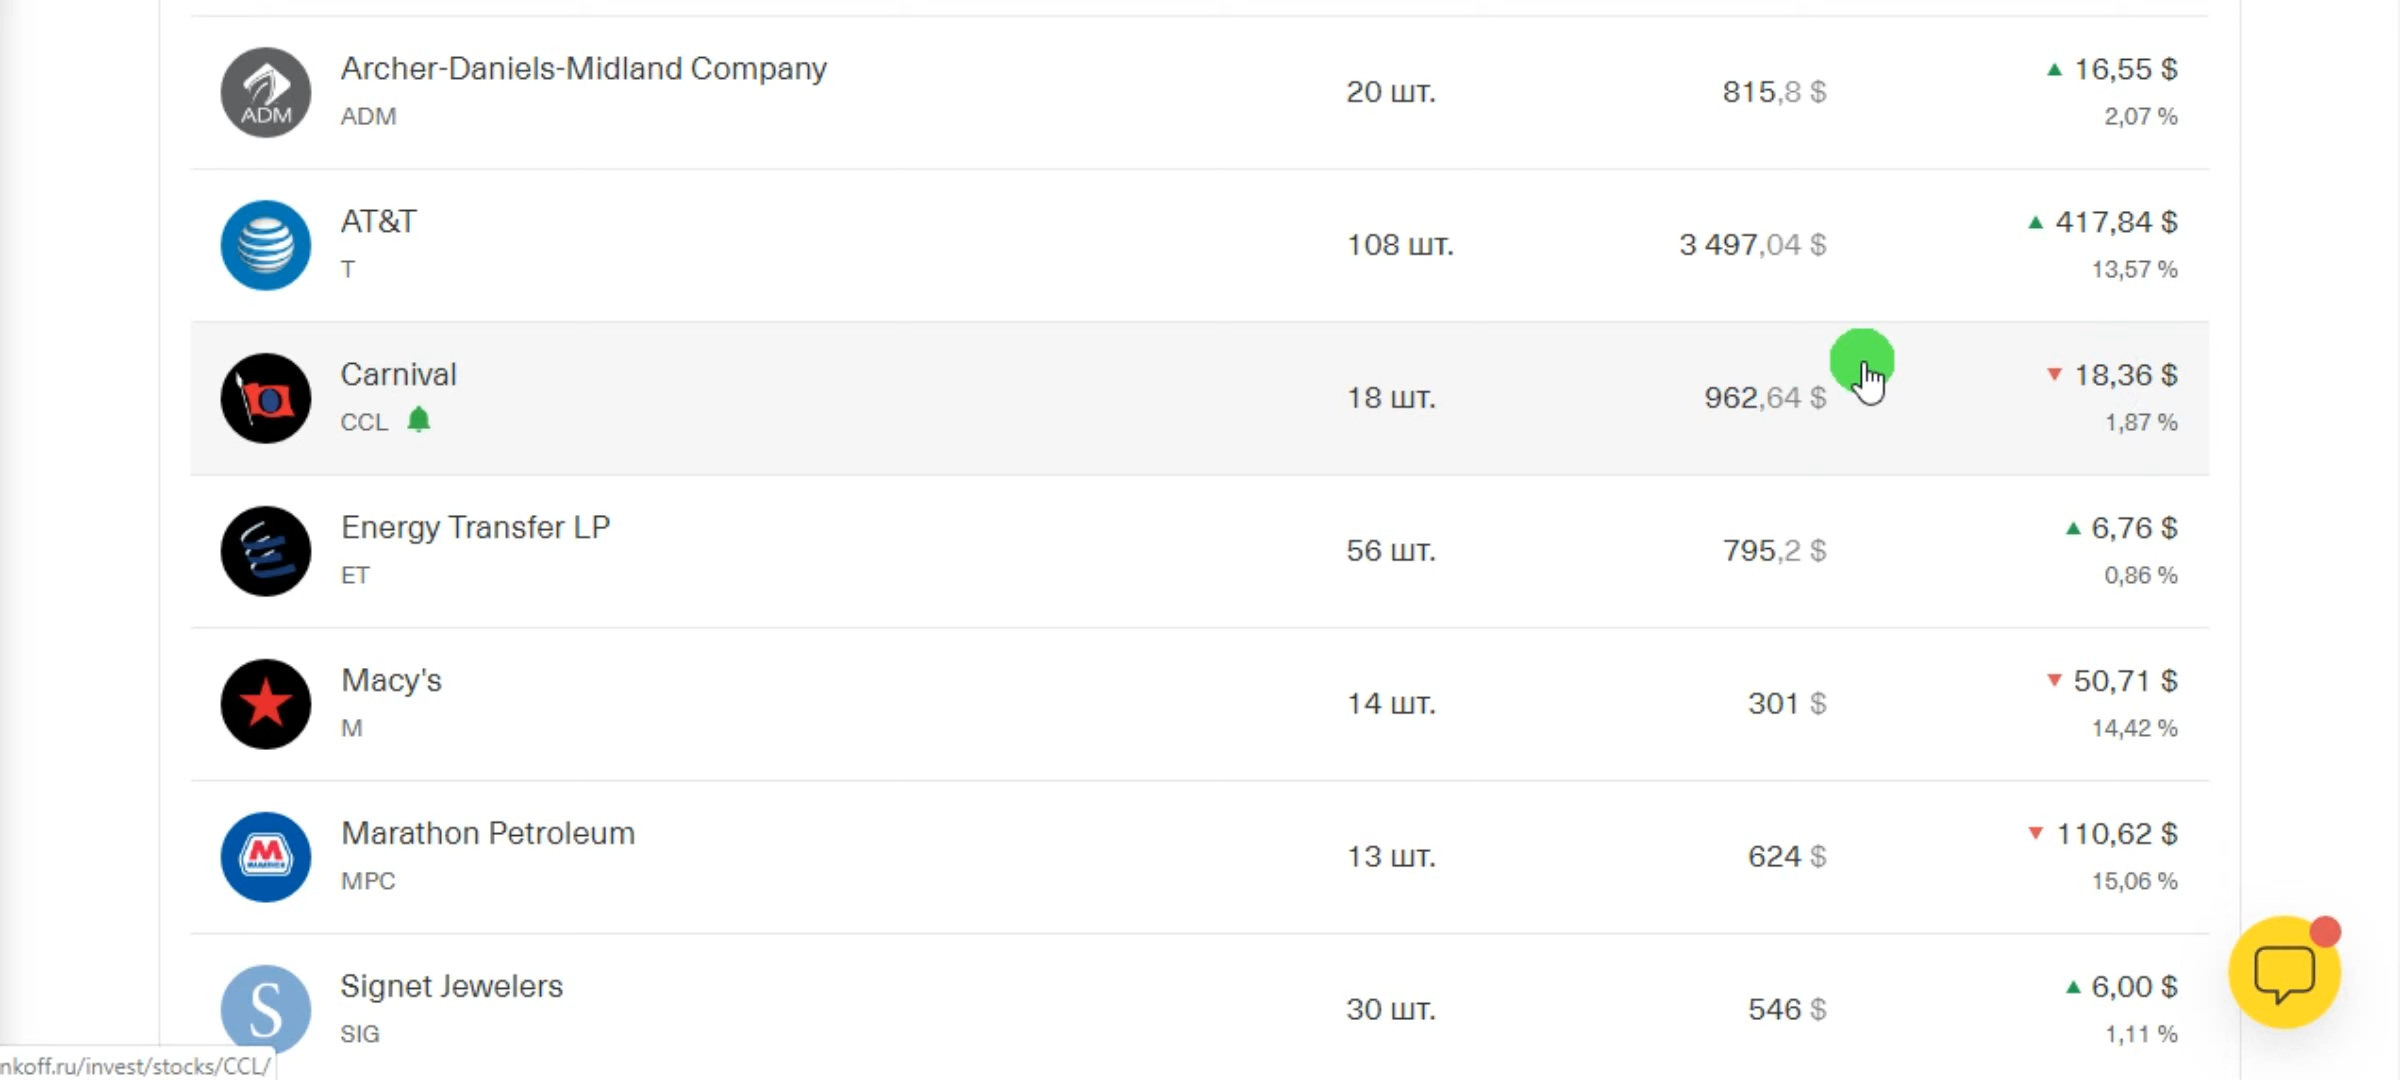 Archer-Daniels-Midland Company
ADM
ADM
20 шт.
815,8 $
▲ 16,55 $
2,07 %
AT&T
T
108 шт.
3 497,04 $
▲ 417,84 $
13,57 %
Carnival
CCL
18 шт.
962,64 $
▼ 18,36 $
1,87 %
Energy Transfer LP
ET
56 шт.
795,2 $
▲ 6,76 $
0,86 %
Macy's
M
14 шт.
301 $
▼ 50,71 $
14,42 %
Marathon Petroleum
M
MPC
13 шт.
624 $
▼ 110,62 $
15,06 %
Signet Jewelers
S
SIG
30 шт.
546 $
▲ 6,00 $
1,11 %
nkoff.ru/invest/stocks/CCL/